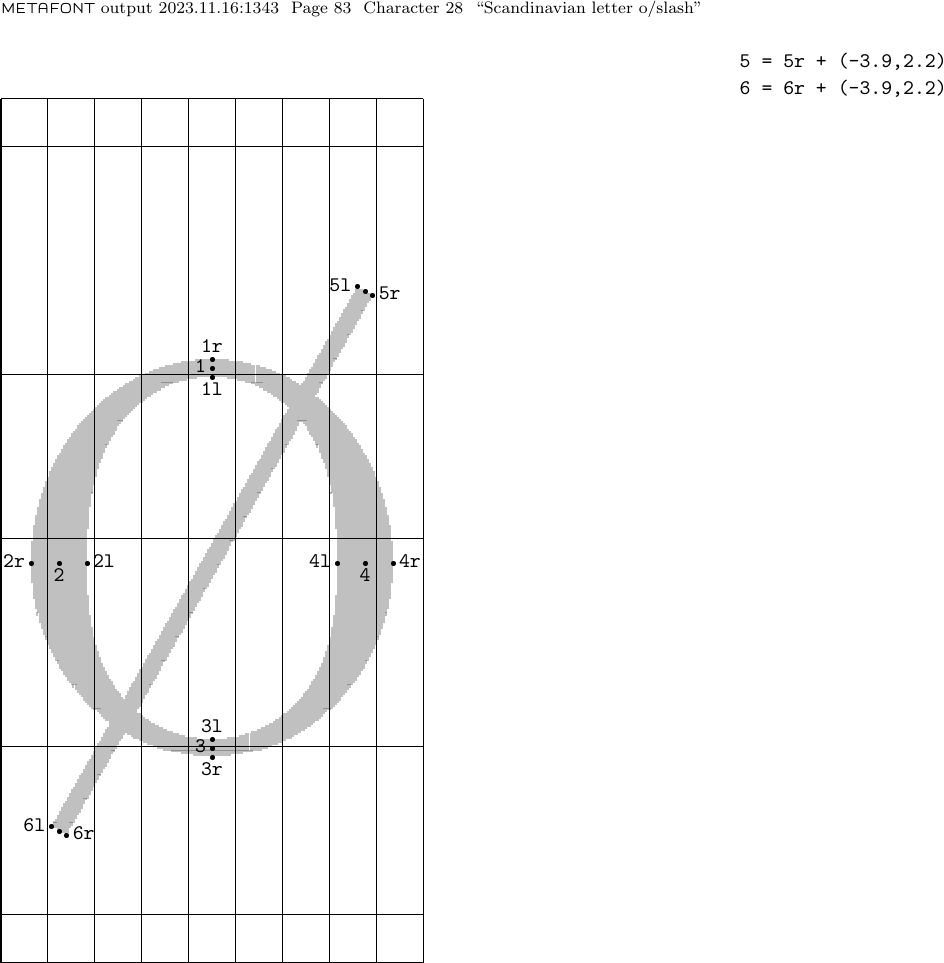 METAFONT output 2023.11.16:1343 Page 83 Character 28 “Scandinavian letter o/slash”
5 = 5r + (-3.9,2.2)
6 = 6r + (-3.9,2.2)
5l 5r
1r
1
1l
2r 2 2l 4l 4 4r
3l
3
3r
6l 6r